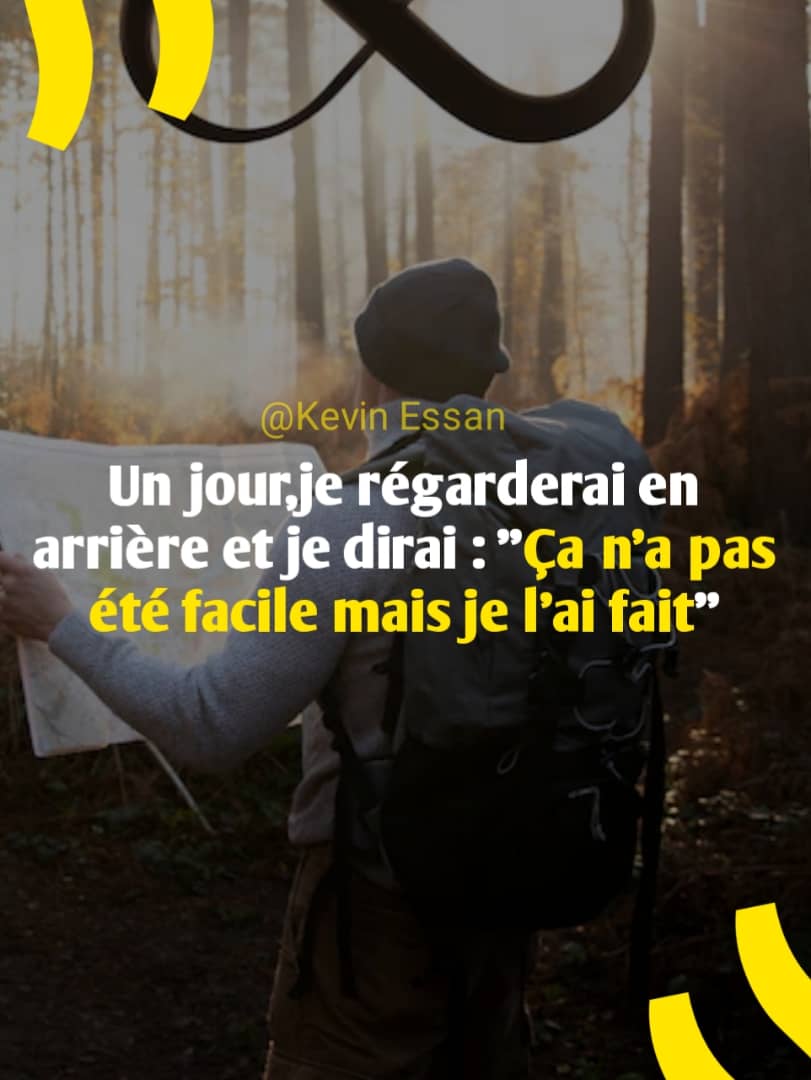 @Kevin Essan
Un jour,je régarderai en
arrière et je dirai : ”Ça n’a pas
été facile mais je l’ai fait”